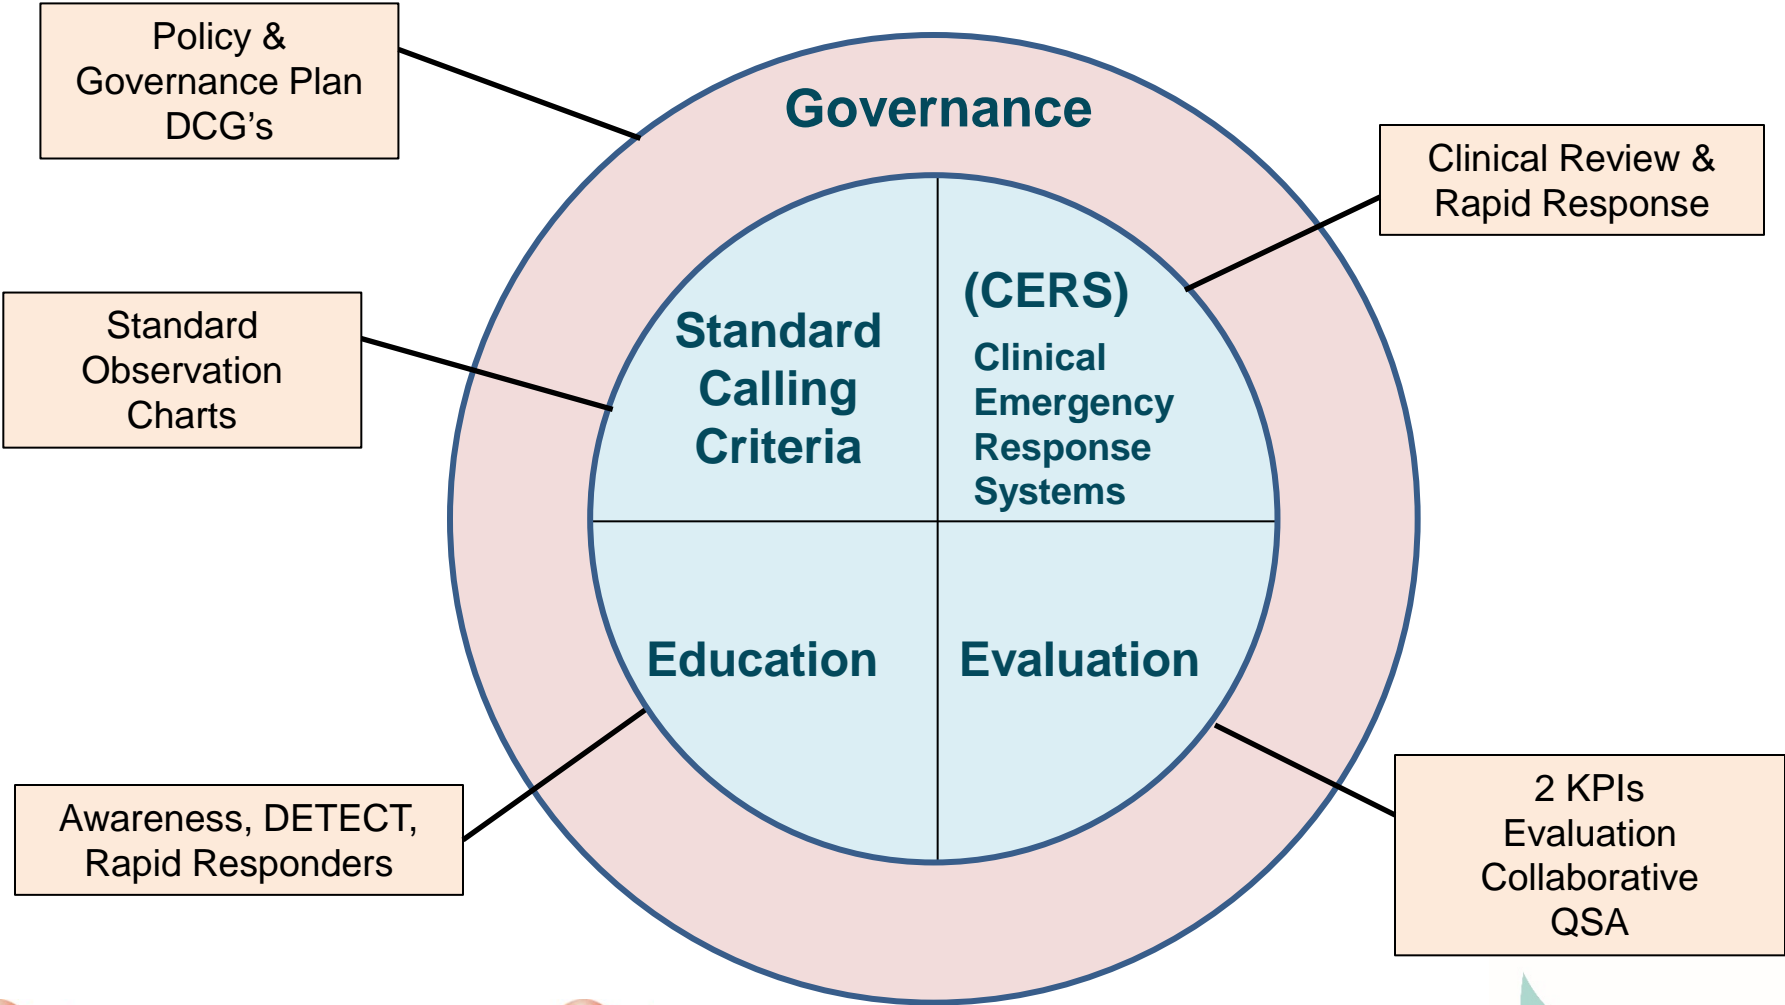 Policy &
Governance Plan
DCG's
Governance
Clinical Review &
Rapid Response
Standard
Observation
Charts
Standard
Calling
Criteria
(CERS)
Clinical
Emergency
Response
Systems
Education
Evaluation
Awareness, DETECT,
Rapid Responders
2 KPIs
Evaluation
Collaborative
QSA